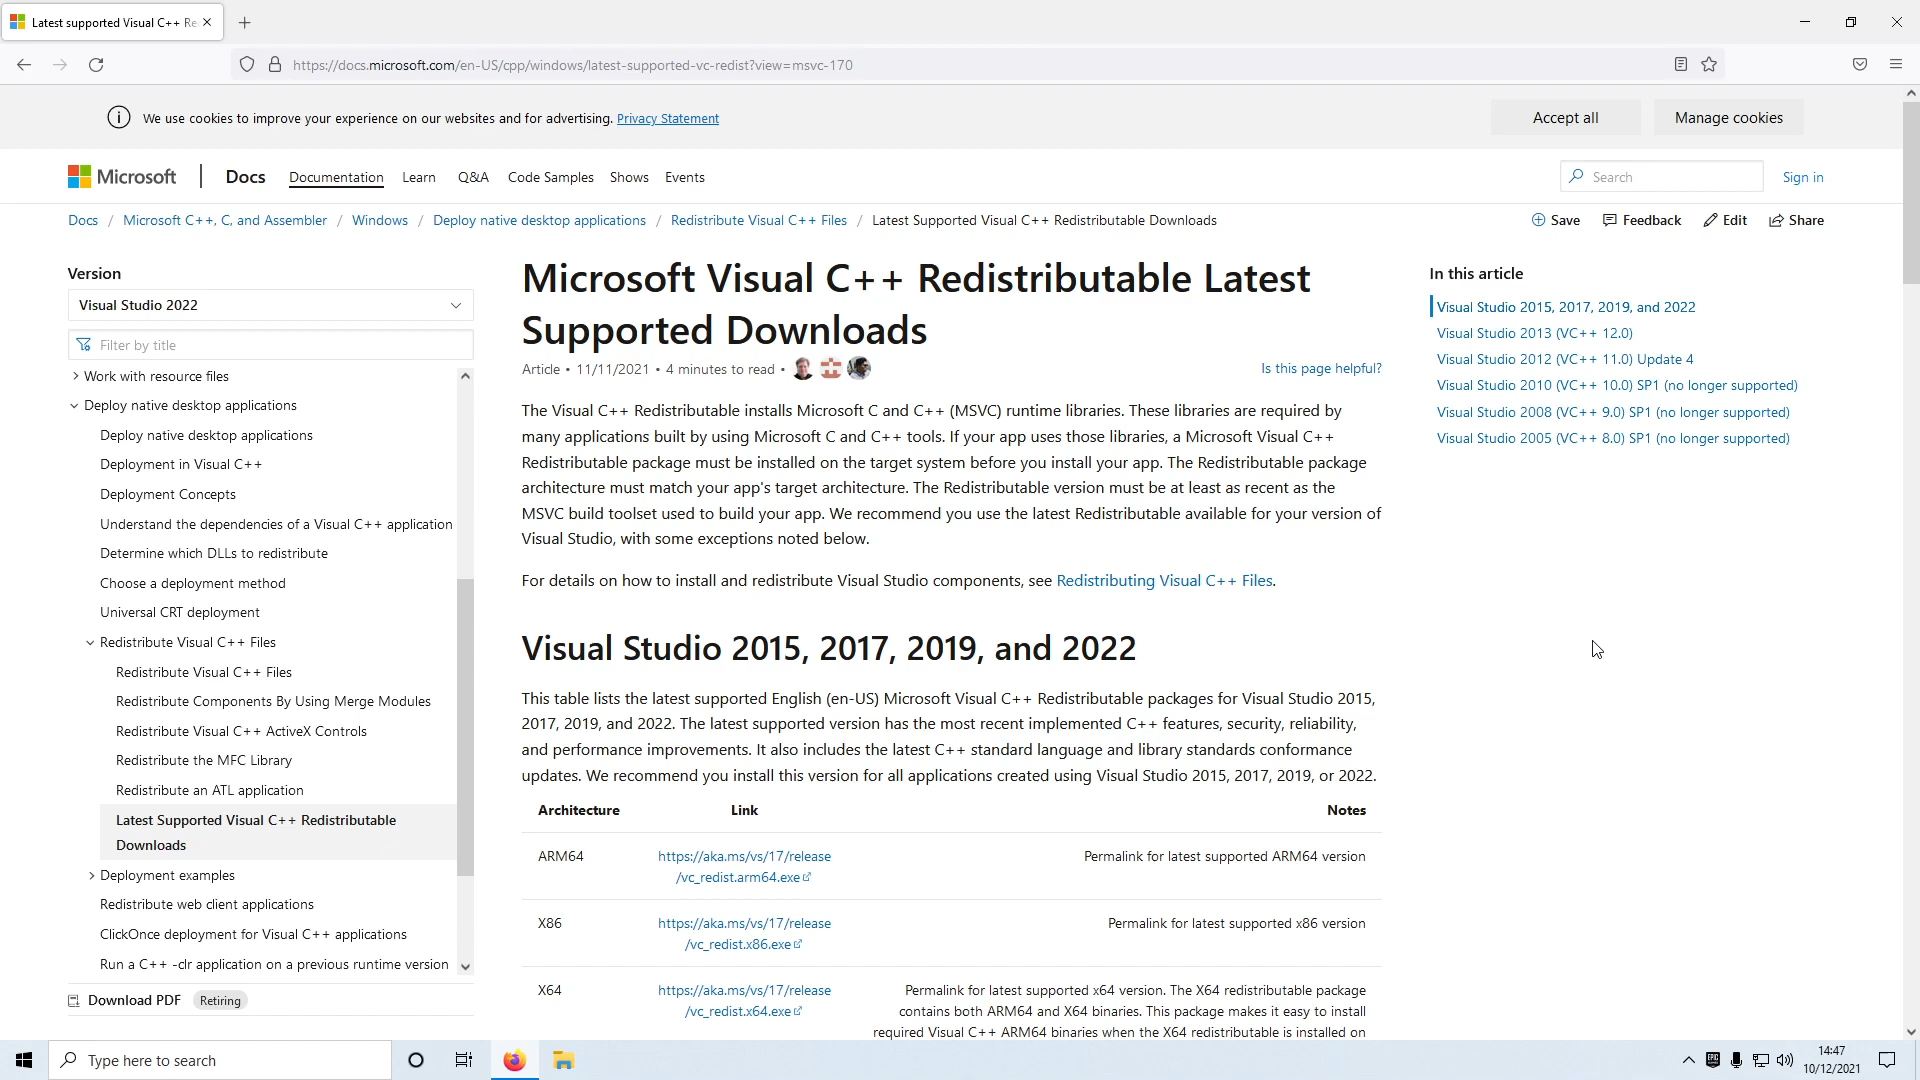 Latest supported Visual C++ Re
https://docs.microsoft.com/en-US/cpp/windows/latest-supported-vc-redist?view=msvc-170
We use cookies to improve your experience on our websites and for advertising. Privacy Statement
Accept all
Manage cookies
Microsoft
Docs
Documentation
Learn
Q&A
Code Samples
Shows
Events
Search
Sign in
Docs / Microsoft C++, C, and Assembler / Windows / Deploy native desktop applications / Redistribute Visual C++ Files / Latest Supported Visual C++ Redistributable Downloads
Save
Feedback
Edit
Share
Version
Visual Studio 2022
Filter by title
Work with resource files
Deploy native desktop applications
Deploy native desktop applications
Deployment in Visual C++
Deployment Concepts
Understand the dependencies of a Visual C++ application
Determine which DLLs to redistribute
Choose a deployment method
Universal CRT deployment
Redistribute Visual C++ Files
Redistribute Visual C++ Files
Redistribute Components By Using Merge Modules
Redistribute Visual C++ ActiveX Controls
Redistribute the MFC Library
Redistribute an ATL application
Latest Supported Visual C++ Redistributable
Downloads
Deployment examples
Redistribute web client applications
ClickOnce deployment for Visual C++ applications
Run a C++ -clr application on a previous runtime version
Download PDF
Retiring
Microsoft Visual C++ Redistributable Latest
Supported Downloads
Article • 11/11/2021 • 4 minutes to read •
Is this page helpful?
The Visual C++ Redistributable installs Microsoft C and C++ (MSVC) runtime libraries. These libraries are required by
many applications built by using Microsoft C and C++ tools. If your app uses those libraries, a Microsoft Visual C++
Redistributable package must be installed on the target system before you install your app. The Redistributable package
architecture must match your app's target architecture. The Redistributable version must be at least as recent as the
MSVC build toolset used to build your app. We recommend you use the latest Redistributable available for your version of
Visual Studio, with some exceptions noted below.
For details on how to install and redistribute Visual Studio components, see Redistributing Visual C++ Files.
Visual Studio 2015, 2017, 2019, and 2022
This table lists the latest supported English (en-US) Microsoft Visual C++ Redistributable packages for Visual Studio 2015,
2017, 2019, and 2022. The latest supported version has the most recent implemented C++ features, security, reliability,
and performance improvements. It also includes the latest C++ standard language and library standards conformance
updates. We recommend you install this version for all applications created using Visual Studio 2015, 2017, 2019, or 2022.
Architecture Link Notes
ARM64 https://aka.ms/vs/17/release Permalink for latest supported ARM64 version
/vc_redist.arm64.exe
X86 https://aka.ms/vs/17/release Permalink for latest supported x86 version
/vc_redist.x86.exe
X64 https://aka.ms/vs/17/release Permalink for latest supported x64 version. The X64 redistributable package
/vc_redist.x64.exe contains both ARM64 and X64 binaries. This package makes it easy to install
required Visual C++ ARM64 binaries when the X64 redistributable is installed on
In this article
Visual Studio 2015, 2017, 2019, and 2022
Visual Studio 2013 (VC++ 12.0)
Visual Studio 2012 (VC++ 11.0) Update 4
Visual Studio 2010 (VC++ 10.0) SP1 (no longer supported)
Visual Studio 2008 (VC++ 9.0) SP1 (no longer supported)
Visual Studio 2005 (VC++ 8.0) SP1 (no longer supported)
Type here to search
EPIC
14:47
10/12/2021